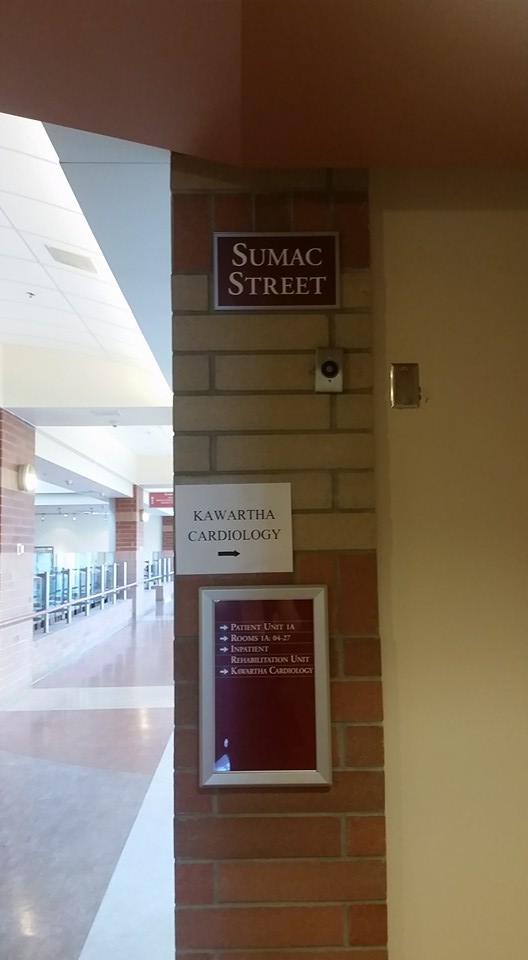 SUMAC
STREET
KAWARTHA
CARDIOLOGY
→
→ PATIENT UNIT 1A
→ ROOMS 1A: 04-27
→ INPATIENT
REHABILITATION UNIT
→ KAWARTHA CARDIOLOGY